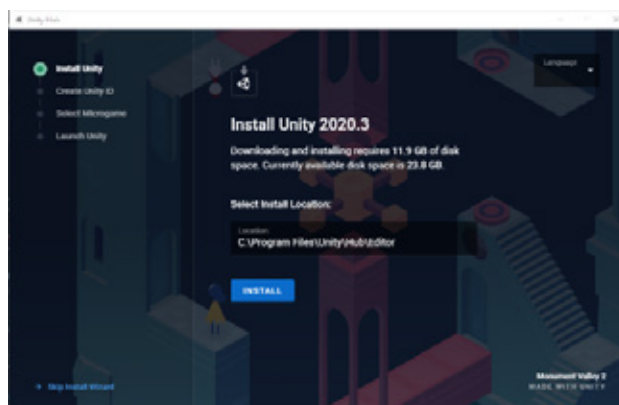 Unity Hub
Install Unity
Create Unity ID
Select Microgame
Launch Unity
Language
Install Unity 2020.3
Downloading and installing requires 11.9 GB of disk
space. Currently available disk space is 23.8 GB.
Select Install Location:
Location
C:\Program Files\Unity\Hub\Editor
INSTALL
Skip Install Wizard
Monument Valley 2
MADE WITH UNITY